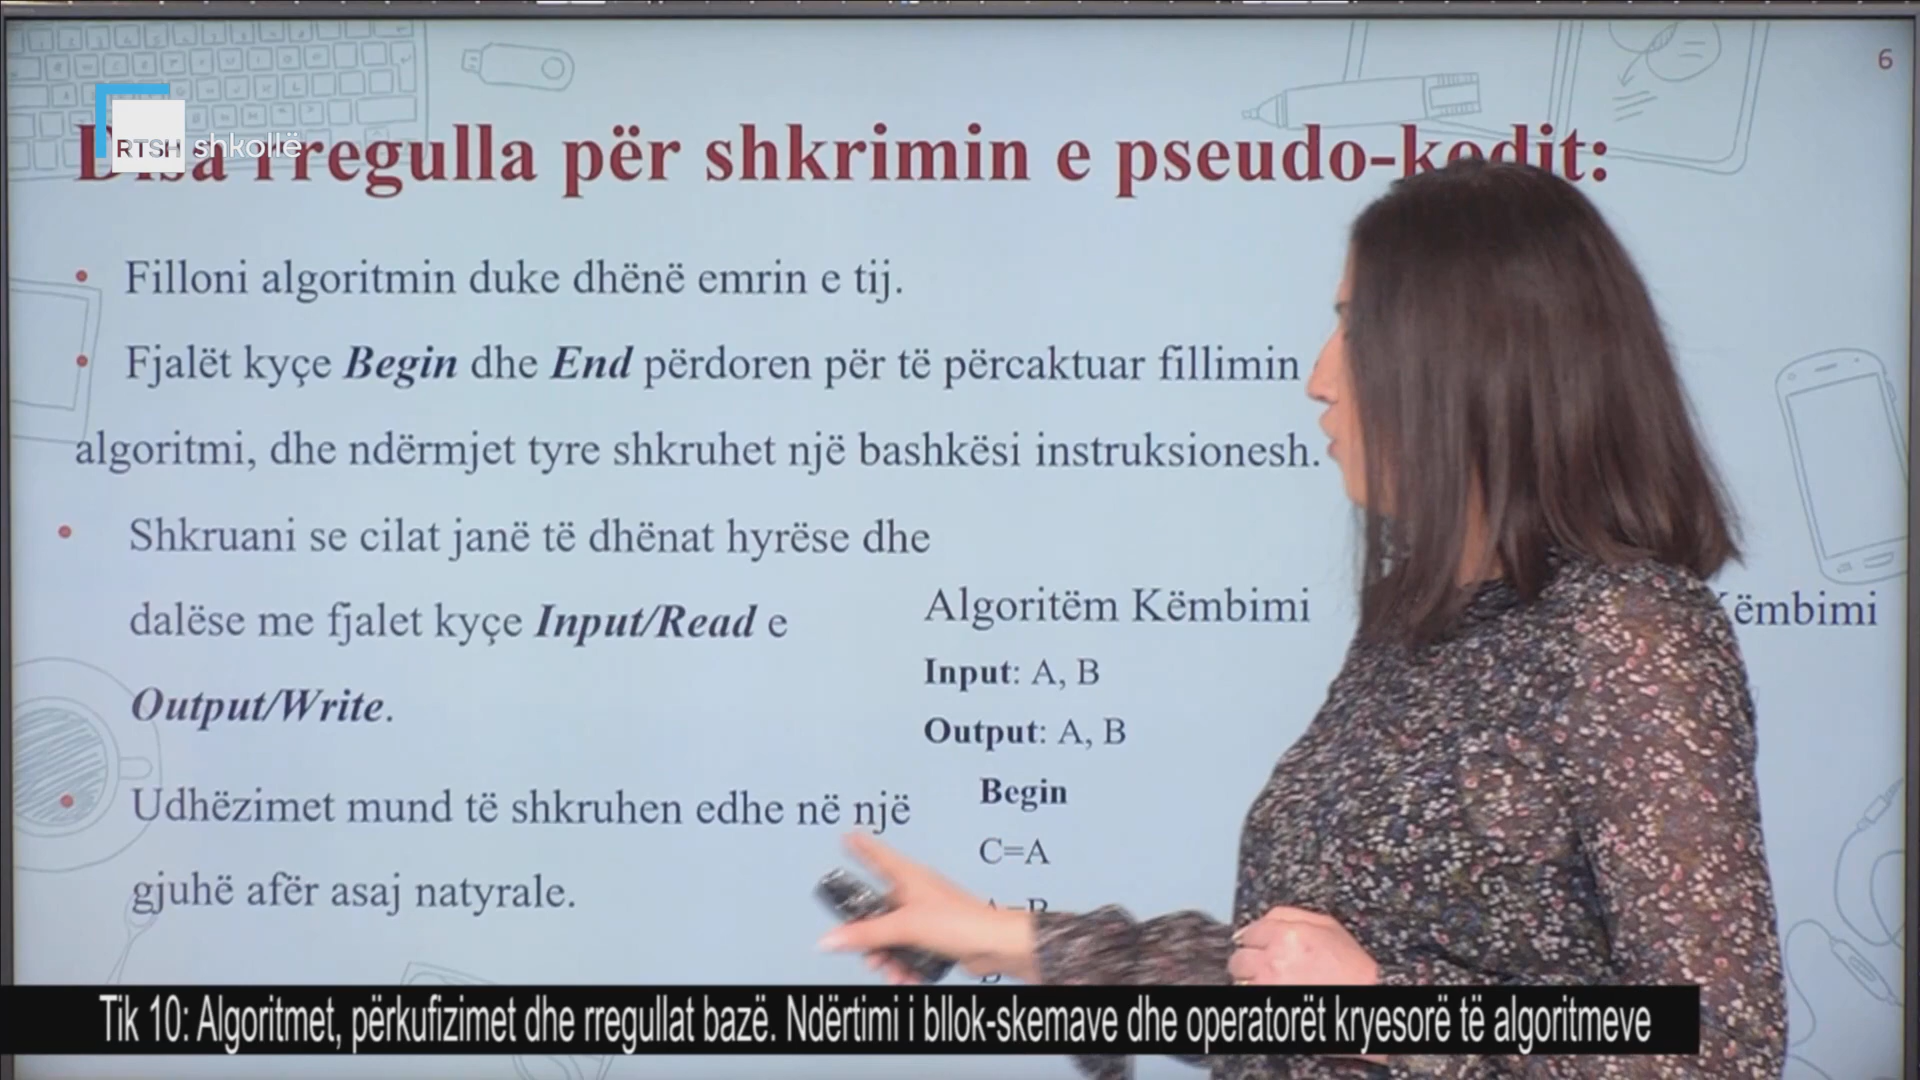 6
RTSH shkollë
Disa rregulla për shkrimin e pseudo-kodit:
• Filloni algoritmin duke dhënë emrin e tij.
• Fjalët kyçe Begin dhe End përdoren për të përcaktuar fillimin
algoritmi, dhe ndërmjet tyre shkruhet një bashkësi instruksionesh.
• Shkruani se cilat janë të dhënat hyrëse dhe
dalëse me fjalet kyçe Input/Read e
Output/Write.
• Udhëzimet mund të shkruhen edhe në një
gjuhë afër asaj natyrale.
Algoritëm Këmbimi
Input: A, B
Output: A, B
Begin
C=A
A=B
Këmbimi
Tik 10: Algoritmet, përkufizimet dhe rregullat bazë. Ndërtimi i bllok-skemave dhe operatorët kryesorë të algoritmeve